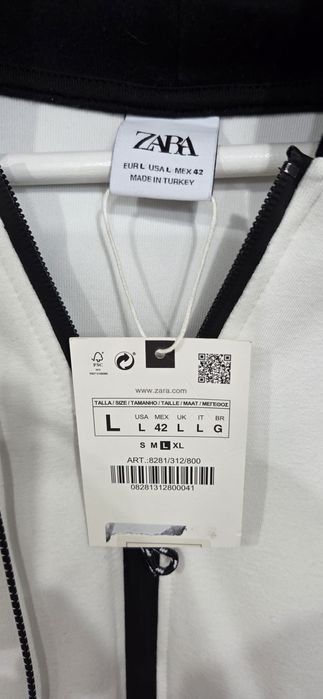 ZARA
EUR L USA L MEX 42
MADE IN TURKEY
FSC
www.zara.com
TALLA / SIZE / TAMANHO / TAILLE / MAAT / ΜΕΓΕΘΟΣ
L
USA MEX UK IT BR
L 42 L L G
S M L XL
ART.:8281/312/800
08281312800041